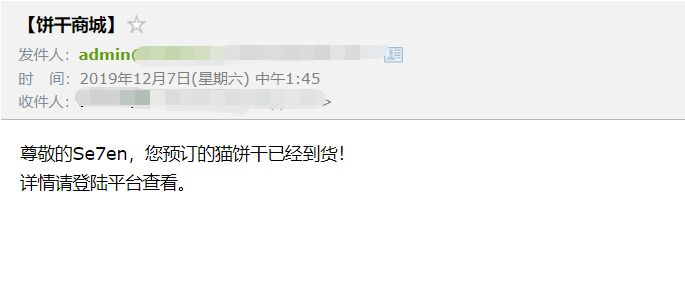 【饼干商城】
发件人：admin
时　间：2019年12月7日(星期六) 中午1:45
收件人：
尊敬的Se7en，您预订的猫饼干已经到货！
详情请登陆平台查看。